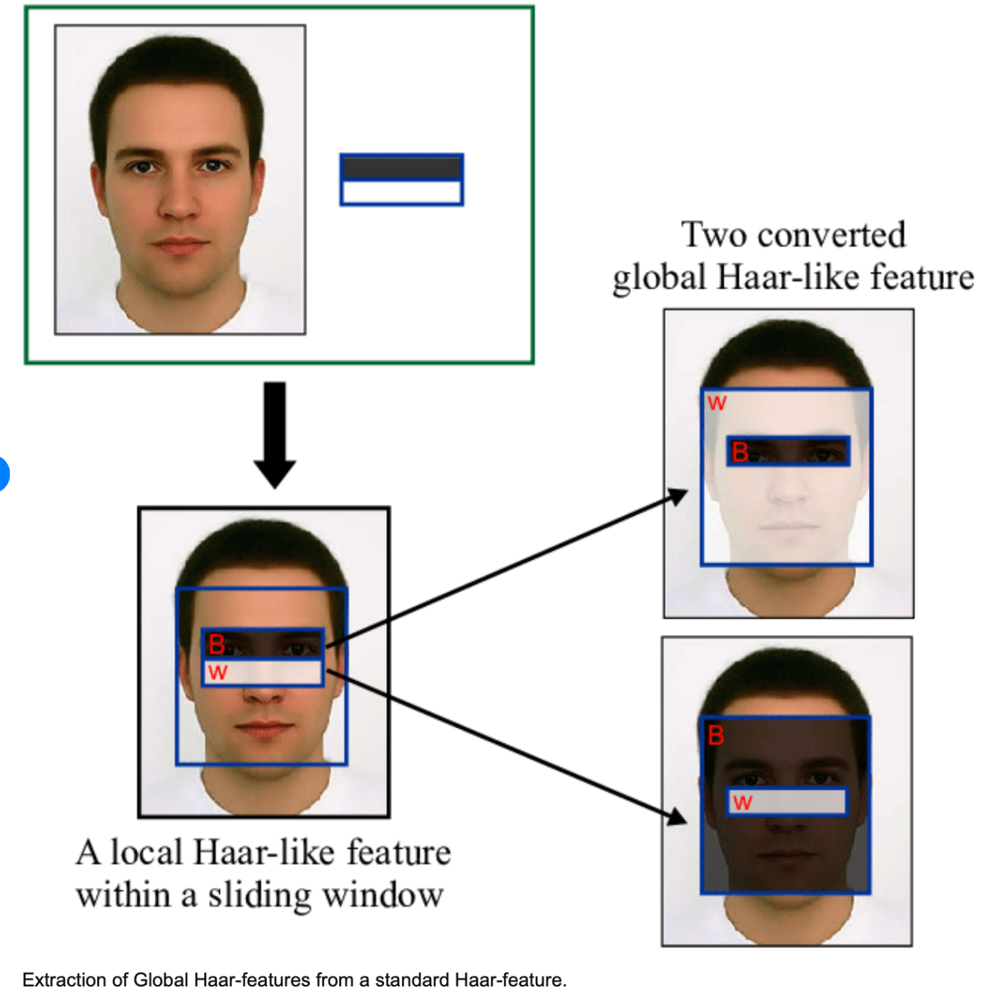 Two converted
global Haar-like feature
w
B
B
w
B
w
A local Haar-like feature
within a sliding window
Extraction of Global Haar-features from a standard Haar-feature.